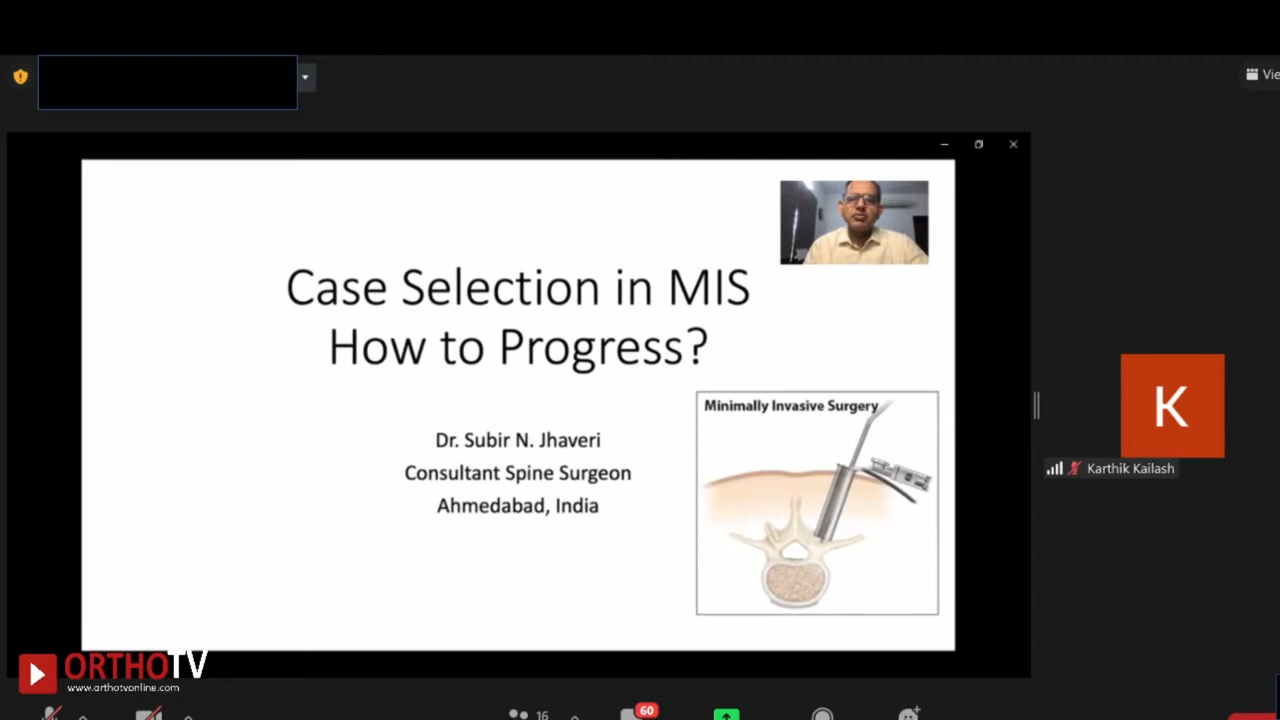 Vie
Case Selection in MIS
How to Progress?
Dr. Subir N. Jhaveri
Consultant Spine Surgeon
Ahmedabad, India
Minimally Invasive Surgery
K
Karthik Kailash
ORTHOTV
www.orthotvonline.com
16
60